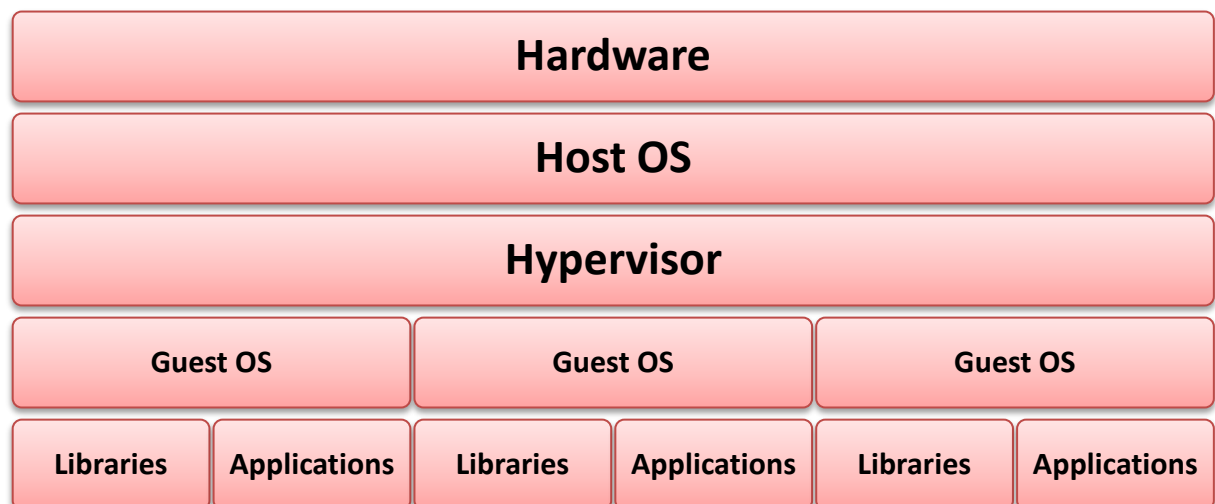 Hardware
Host OS
Hypervisor
Guest OS Guest OS Guest OS
Libraries Applications Libraries Applications Libraries Applications